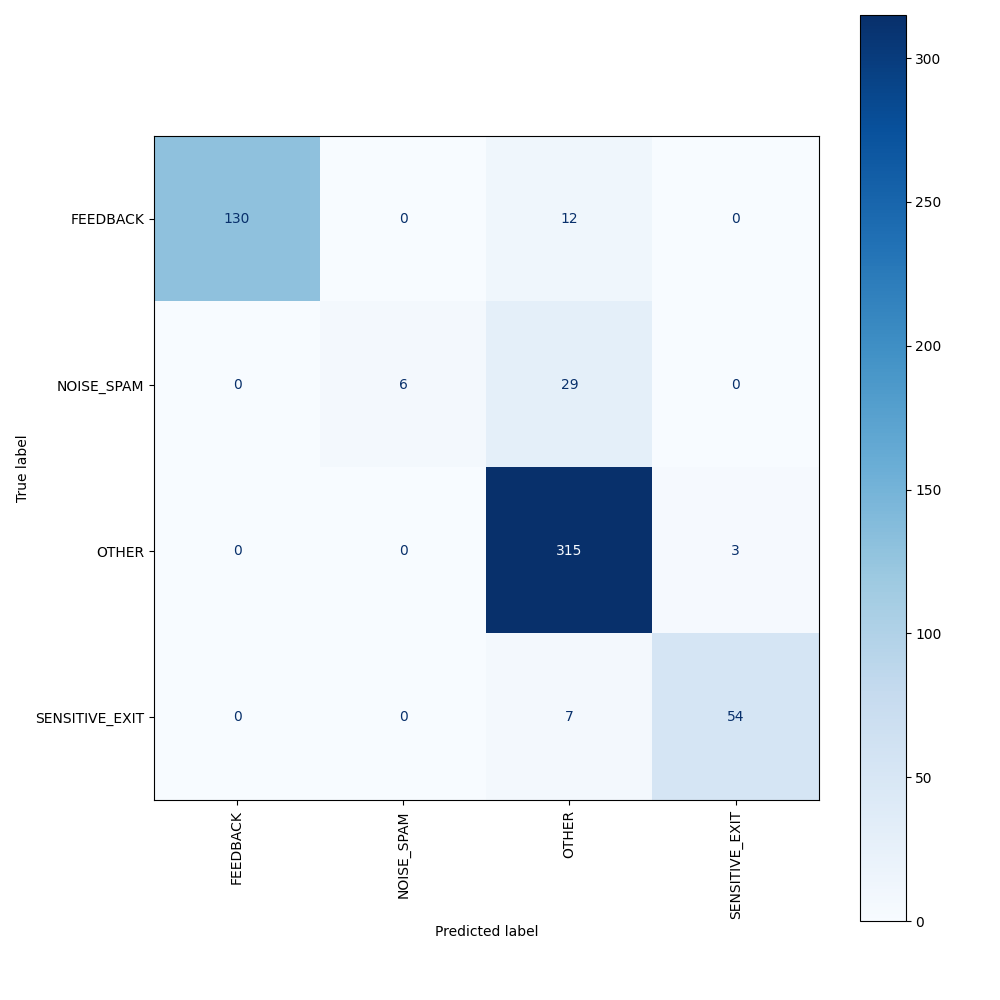 300
250
200
150
100
50
0
True label
FEEDBACK 130 0 12 0
NOISE_SPAM 0 6 29 0
OTHER 0 0 315 3
SENSITIVE_EXIT 0 0 7 54
FEEDBACK
NOISE_SPAM
OTHER
SENSITIVE_EXIT
Predicted label